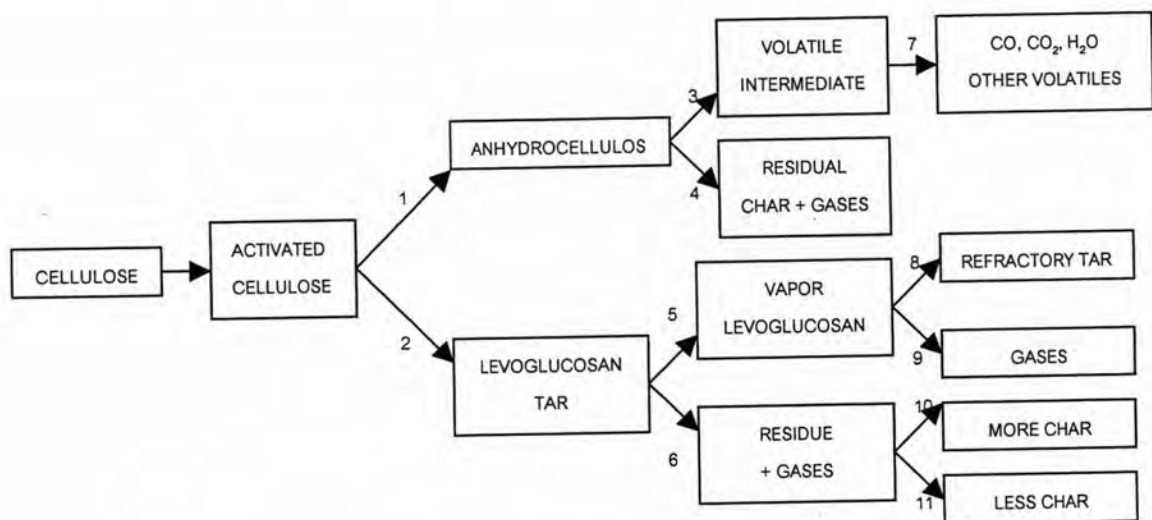 CELLULOSE
ACTIVATED
CELLULOSE
1
2
ANHYDROCELLULOS
LEVOGLUCOSAN
TAR
3
4
5
6
VOLATILE
INTERMEDIATE
RESIDUAL
CHAR + GASES
VAPOR
LEVOGLUCOSAN
RESIDUE
+ GASES
7
8
9
10
11
CO, CO₂, H₂O
OTHER VOLATILES
REFRACTORY TAR
GASES
MORE CHAR
LESS CHAR